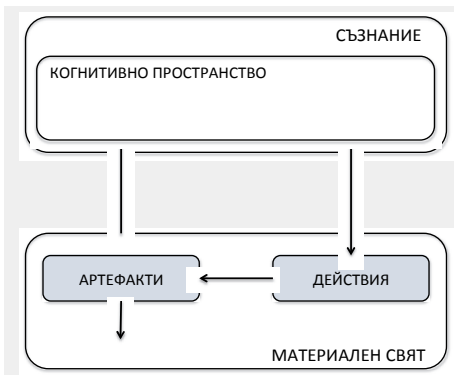 СЪЗНАНИЕ
КОГНИТИВНО ПРОСТРАНСТВО
АРТЕФАКТИ
ДЕЙСТВИЯ
МАТЕРИАЛЕН СВЯТ